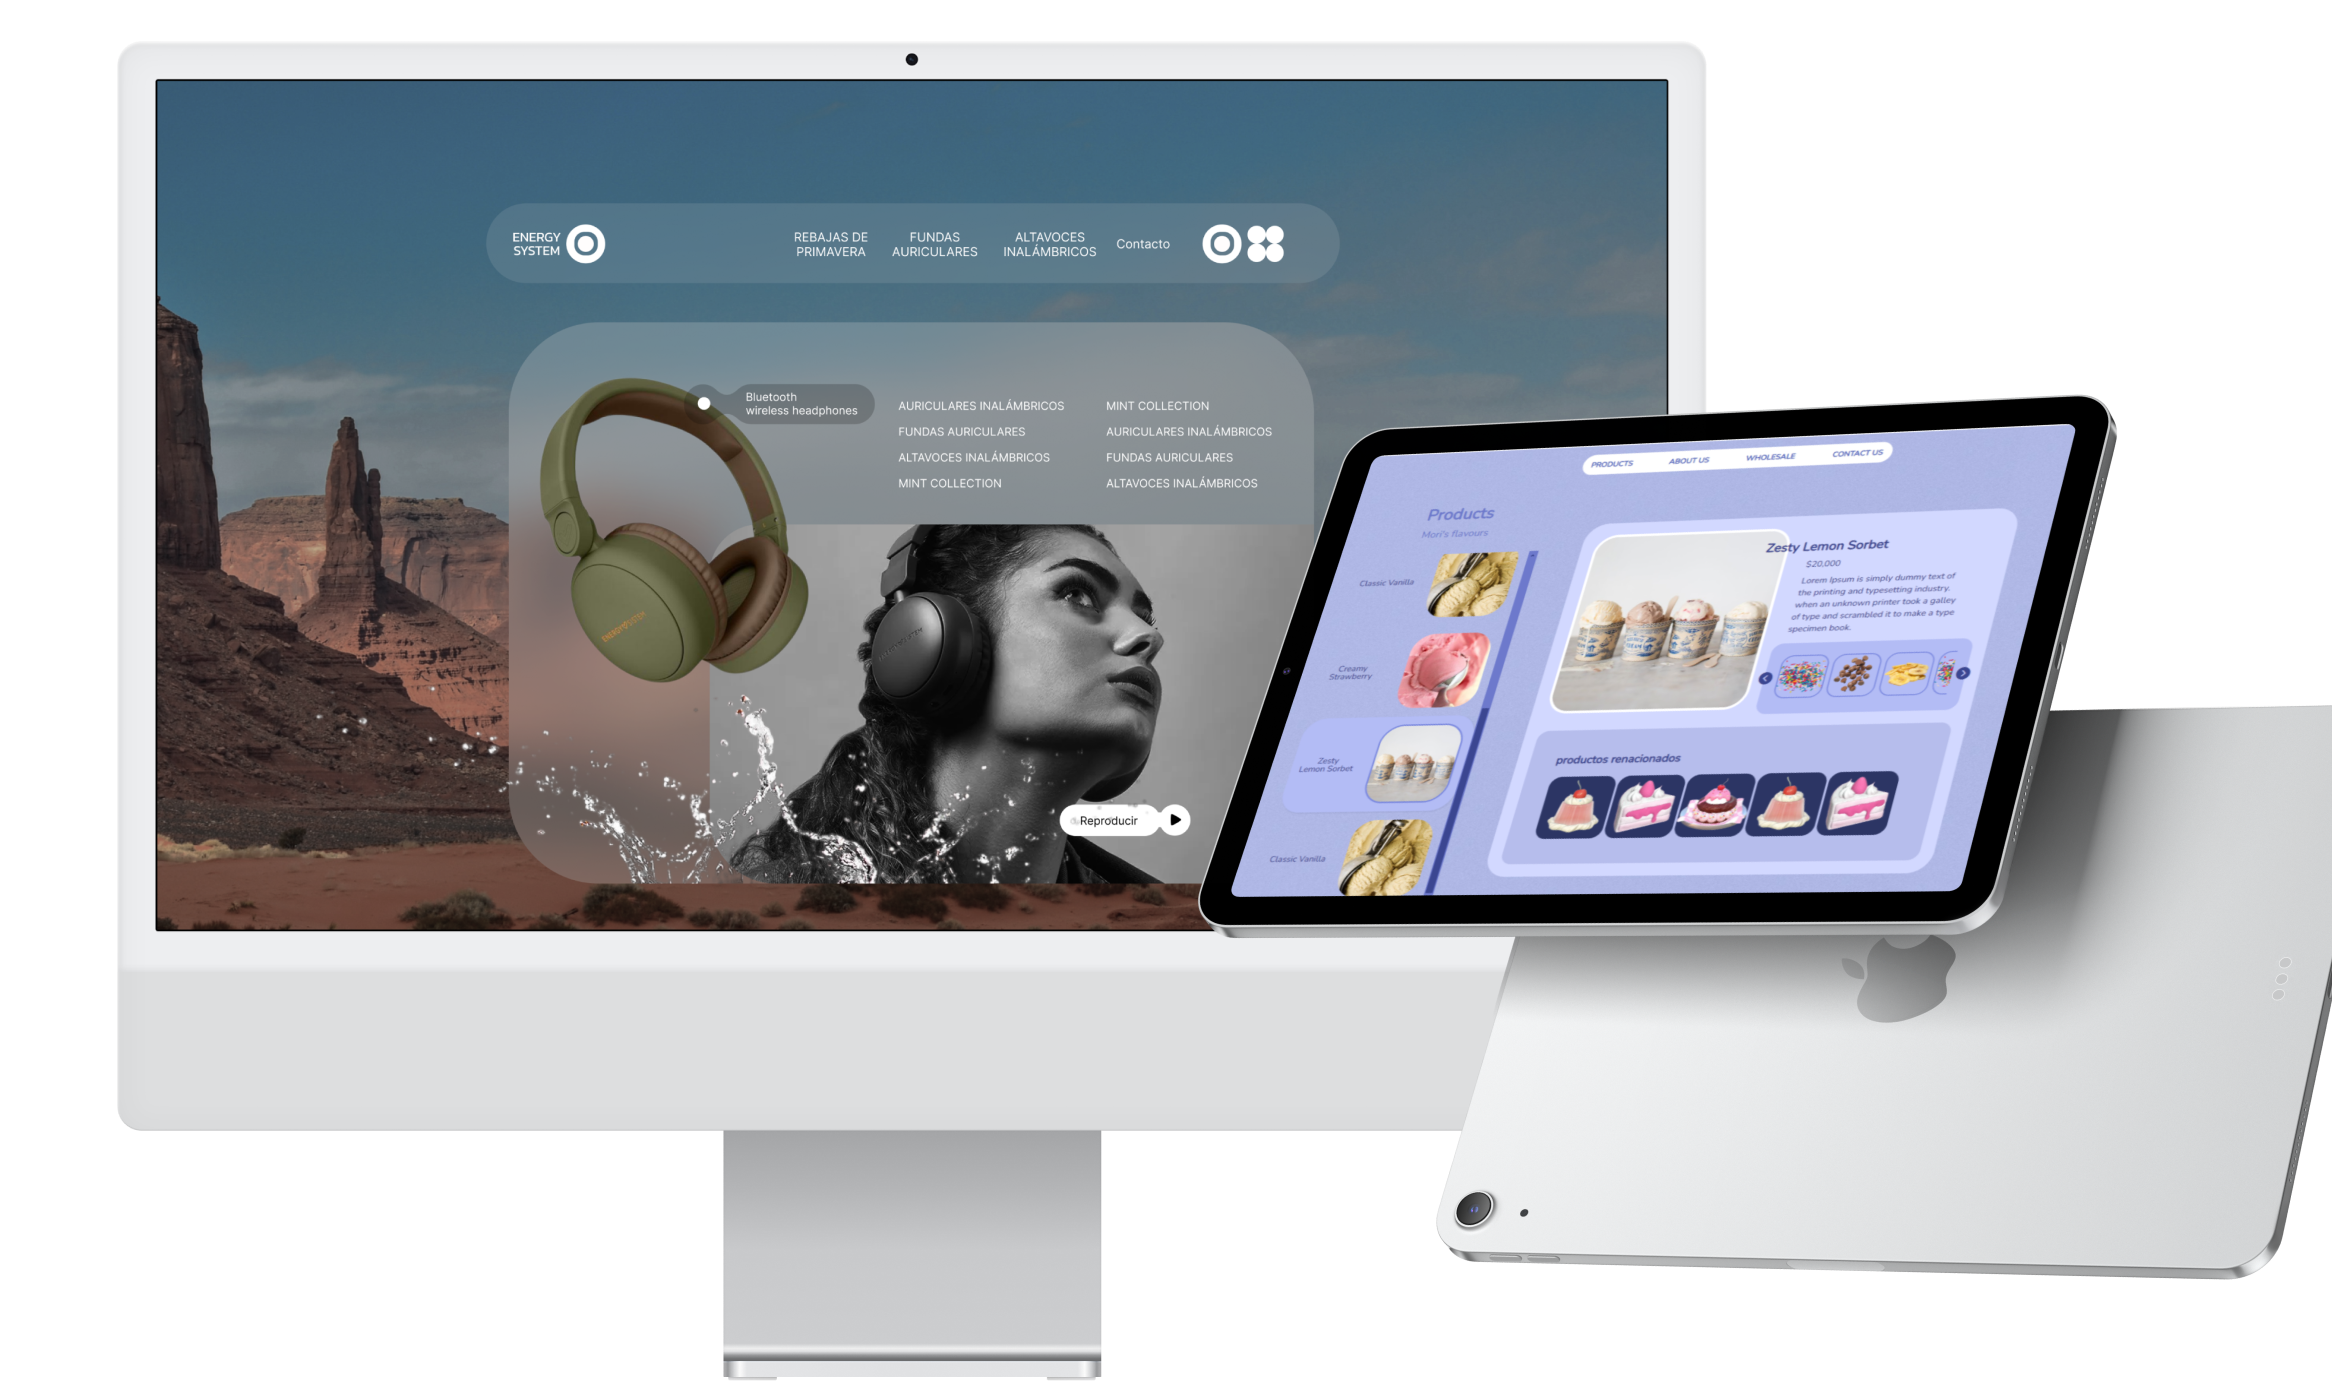 ENERGY
SYSTEM
REBAJAS DE
PRIMAVERA
FUNDAS
AURICULARES
ALTAVOCES
INALÁMBRICOS
Contacto
Bluetooth
wireless headphones
AURICULARES INALÁMBRICOS
FUNDAS AURICULARES
ALTAVOCES INALÁMBRICOS
MINT COLLECTION
MINT COLLECTION
AURICULARES INALÁMBRICOS
FUNDAS AURICULARES
ALTAVOCES INALÁMBRICOS
Reproducir
PRODUCTS
ABOUT US
WHOLESALE
CONTACT US
Products
Mori's flavours
Classic Vanilla
Creamy
Strawberry
Zesty
Lemon Sorbet
Classic Vanilla
Zesty Lemon Sorbet
$20,000
Lorem Ipsum is simply dummy text of
the printing and typesetting industry.
when an unknown printer took a galley
of type and scrambled it to make a type
specimen book.
productos renacionados